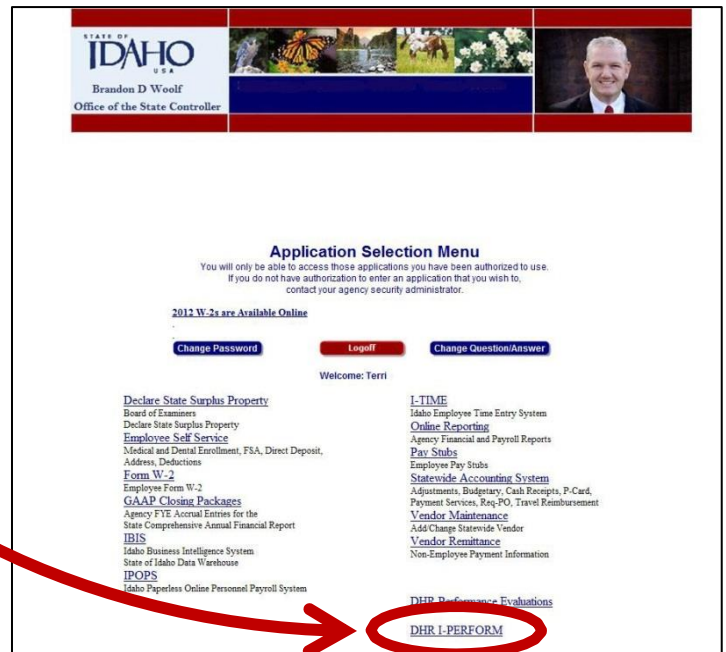 STATE OF
IDAHO
USA
Brandon D Woolf
Office of the State Controller
Application Selection Menu
You will only be able to access those applications you have been authorized to use.
If you do not have authorization to enter an application that you wish to,
contact your agency security administrator.
2012 W-2s are Available Online
Change Password
Logoff
Change Question/Answer
Welcome: Terri
Declare State Surplus Property
Board of Examiners
Declare State Surplus Property
Employee Self Service
Medical and Dental Enrollment, FSA, Direct Deposit,
Address, Deductions
Form W-2
Employee Form W-2
GAAP Closing Packages
Agency FYE Accrual Entries for the
State Comprehensive Annual Financial Report
IBIS
Idaho Business Intelligence System
State of Idaho Data Warehouse
IPOPS
Idaho Paperless Online Personnel Payroll System
I-TIME
Idaho Employee Time Entry System
Online Reporting
Agency Financial and Payroll Reports
Pay Stubs
Employee Pay Stubs
Statewide Accounting System
Adjustments, Budgetary, Cash Receipts, P-Card,
Payment Services, Req-PO, Travel Reimbursement
Vendor Maintenance
Add/Change Statewide Vendor
Vendor Remittance
Non-Employee Payment Information
DHR Performance Evaluations
DHR I-PERFORM